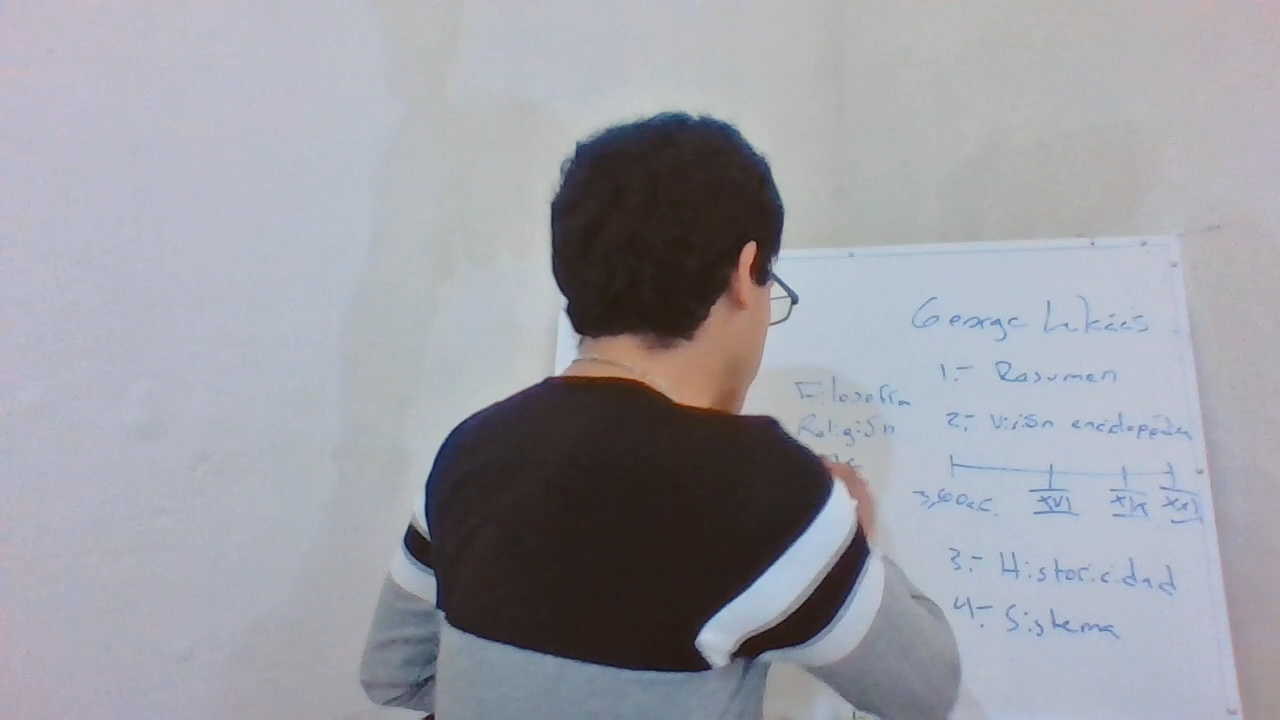 George Lukács
1.- Resumen
2.- Visión enciclopédica
3,500 a.C. XVI XIX XXI
3.- Historicidad
4.- Sistema
Filosofía
Religión